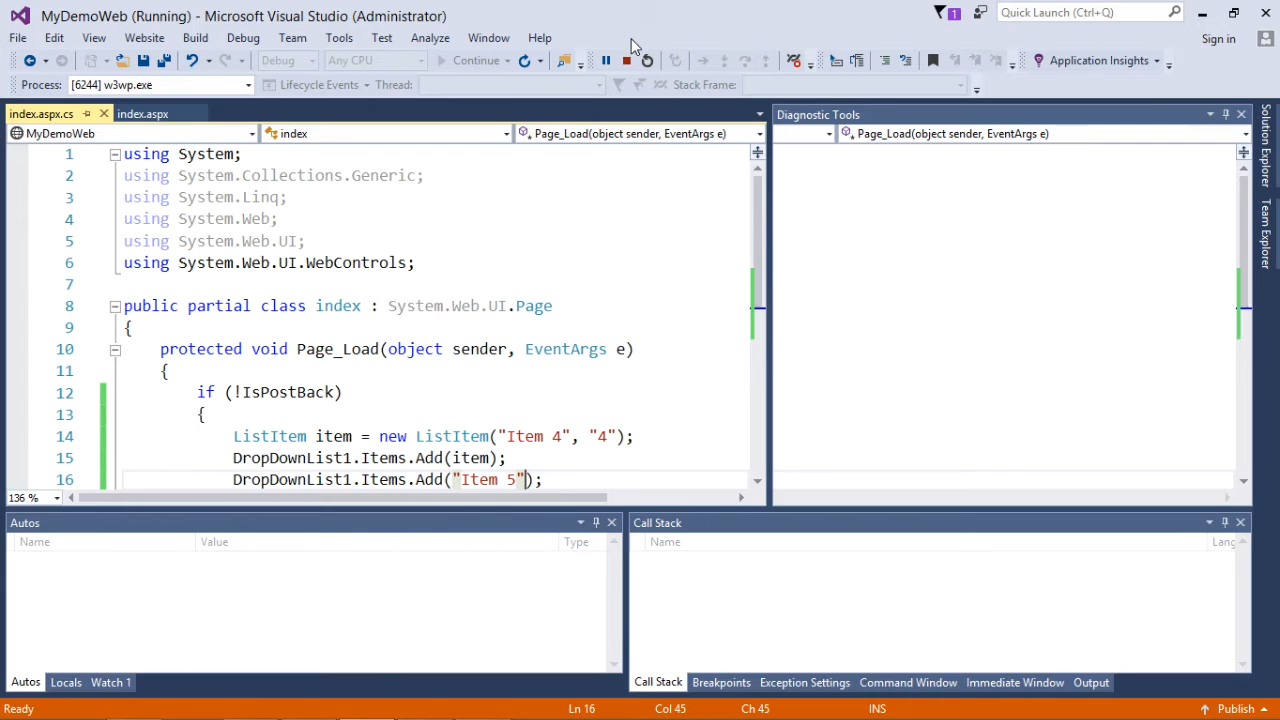 MyDemoWeb (Running) - Microsoft Visual Studio (Administrator)
1
Quick Launch (Ctrl+Q)
File Edit View Website Build Debug Team Tools Test Analyze Window Help
Sign in
Debug Any CPU Continue Application Insights
Process: [6244] w3wp.exe Lifecycle Events Thread: Stack Frame:
index.aspx.cs index.aspx
Diagnostic Tools
MyDemoWeb index Page_Load(object sender, EventArgs e)
Page_Load(object sender, EventArgs e)
1 using System;
2 using System.Collections.Generic;
3 using System.Linq;
4 using System.Web;
5 using System.Web.UI;
6 using System.Web.UI.WebControls;
7
8 public partial class index : System.Web.UI.Page
9 {
10 protected void Page_Load(object sender, EventArgs e)
11 {
12 if (!IsPostBack)
13 {
14 ListItem item = new ListItem("Item 4", "4");
15 DropDownList1.Items.Add(item);
16 DropDownList1.Items.Add("Item 5");
136 %
Solution Explorer
Team Explorer
Autos
Name Value Type
Call Stack
Name Lang
Autos Locals Watch 1
Call Stack Breakpoints Exception Settings Command Window Immediate Window Output
Ready Ln 16 Col 45 Ch 45 INS Publish